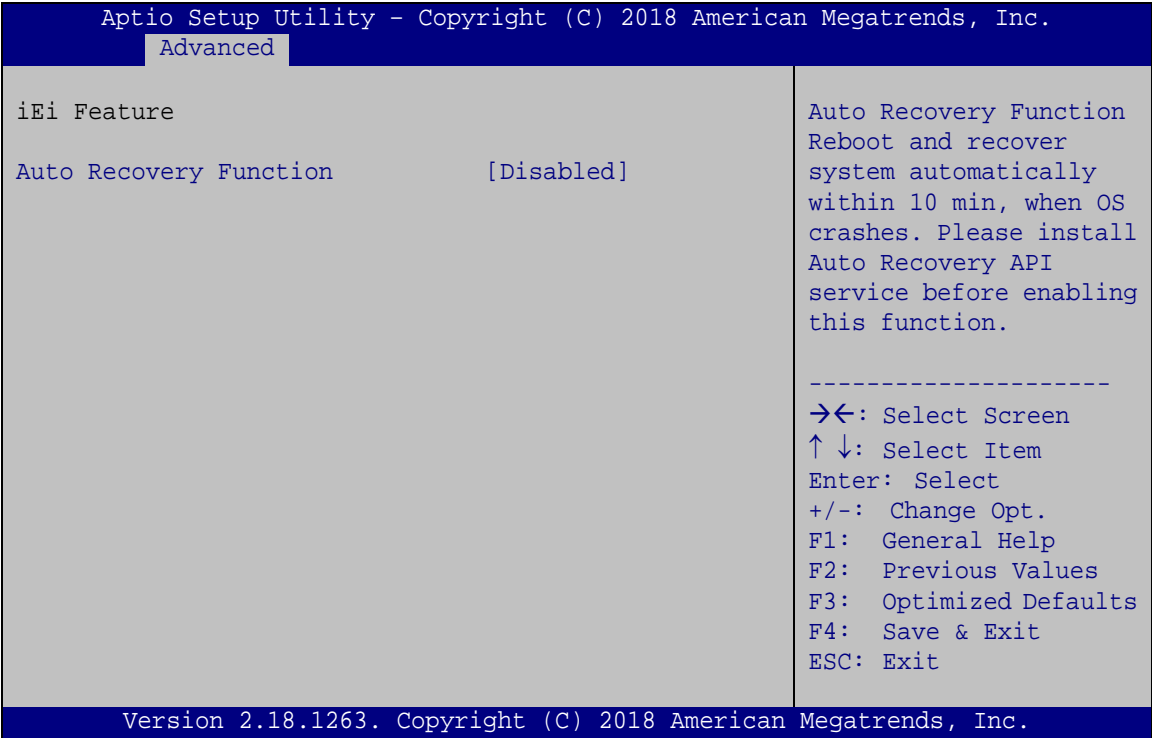 Aptio Setup Utility – Copyright (C) 2018 American Megatrends, Inc.
Advanced
iEi Feature
Auto Recovery Function [Disabled]
Auto Recovery Function
Reboot and recover
system automatically
within 10 min, when OS
crashes. Please install
Auto Recovery API
service before enabling
this function.
---------------------
→←: Select Screen
↑ ↓: Select Item
Enter: Select
+/-: Change Opt.
F1: General Help
F2: Previous Values
F3: Optimized Defaults
F4: Save & Exit
ESC: Exit
Version 2.18.1263. Copyright (C) 2018 American Megatrends, Inc.